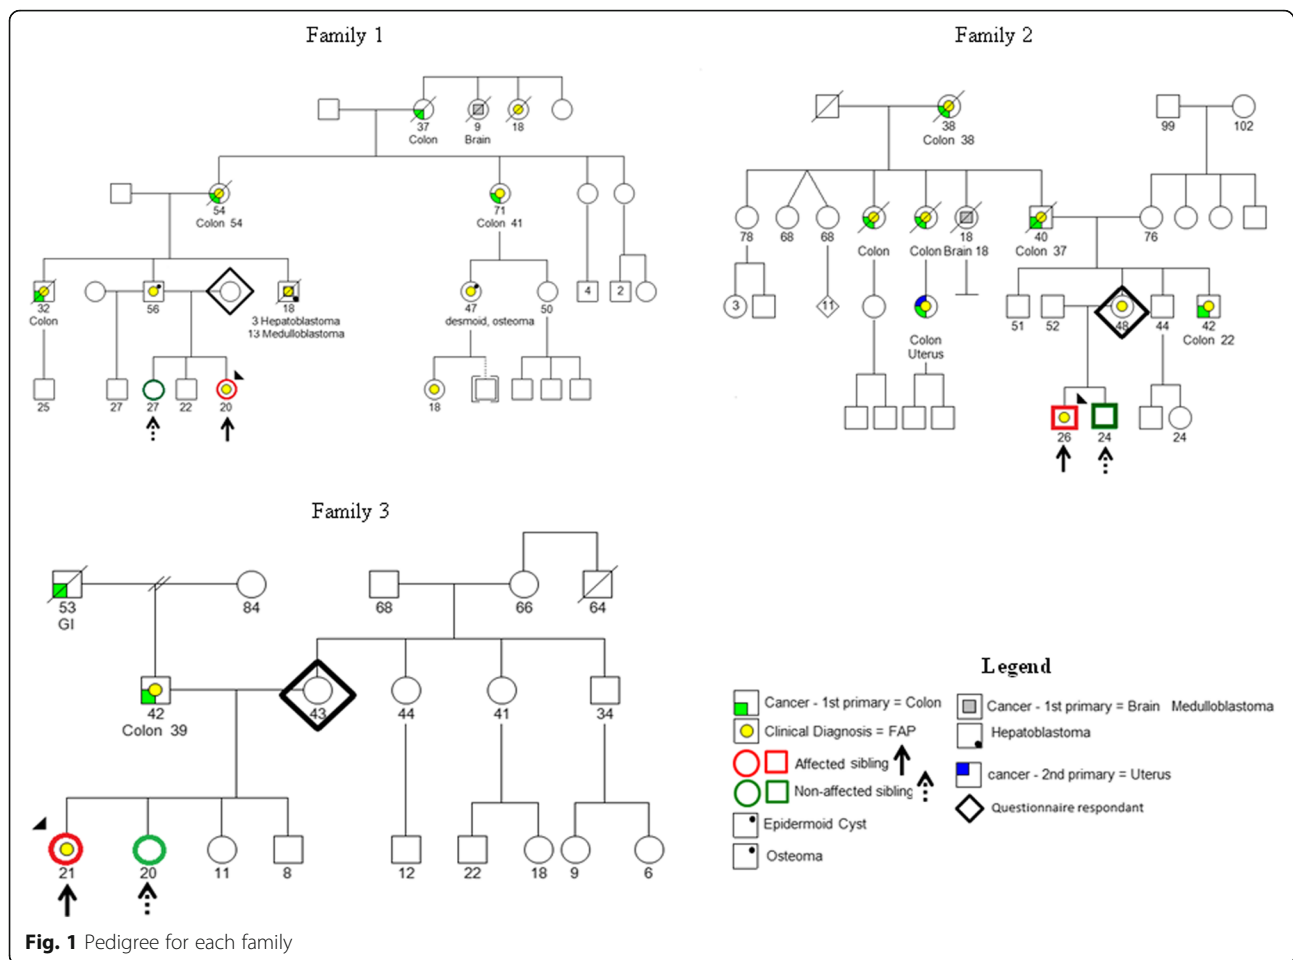 Family 1
37
Colon
9
Brain
18
54
Colon 54
71
Colon 41
32
Colon
56
18
3 Hepatoblastoma
13 Medulloblastoma
47
desmoid, osteoma
50
4
2
25
27
27
22
20
18
Family 2
38
Colon 38
99
102
78
68
68
Colon
Colon
18
Brain 18
40
Colon 37
76
3
11
Colon
Uterus
51
52
48
44
42
Colon 22
26
24
24
Family 3
53
GI
84
68
66
64
42
Colon 39
43
44
41
34
21
20
11
8
12
22
18
9
6
Legend
Cancer - 1st primary = Colon
Clinical Diagnosis = FAP
Affected sibling
Non-affected sibling
Epidermoid Cyst
Osteoma
Cancer - 1st primary = Brain Medulloblastoma
Hepatoblastoma
cancer - 2nd primary = Uterus
Questionnaire respondant
Fig. 1 Pedigree for each family